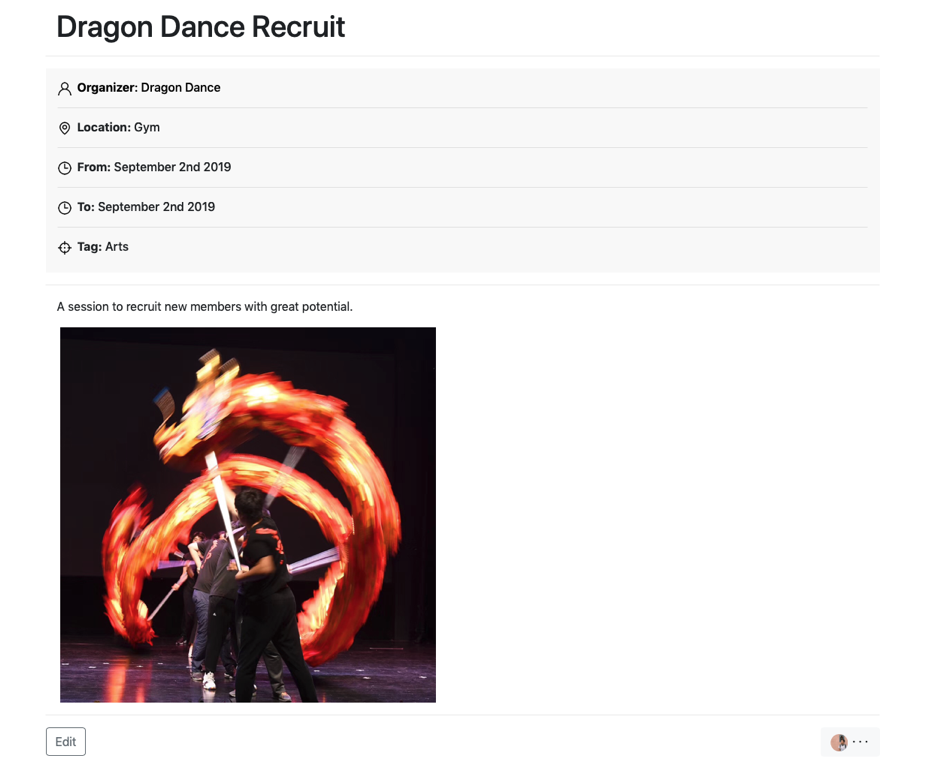 Dragon Dance Recruit
Organizer: Dragon Dance
Location: Gym
From: September 2nd 2019
To: September 2nd 2019
Tag: Arts
A session to recruit new members with great potential.
Edit
...